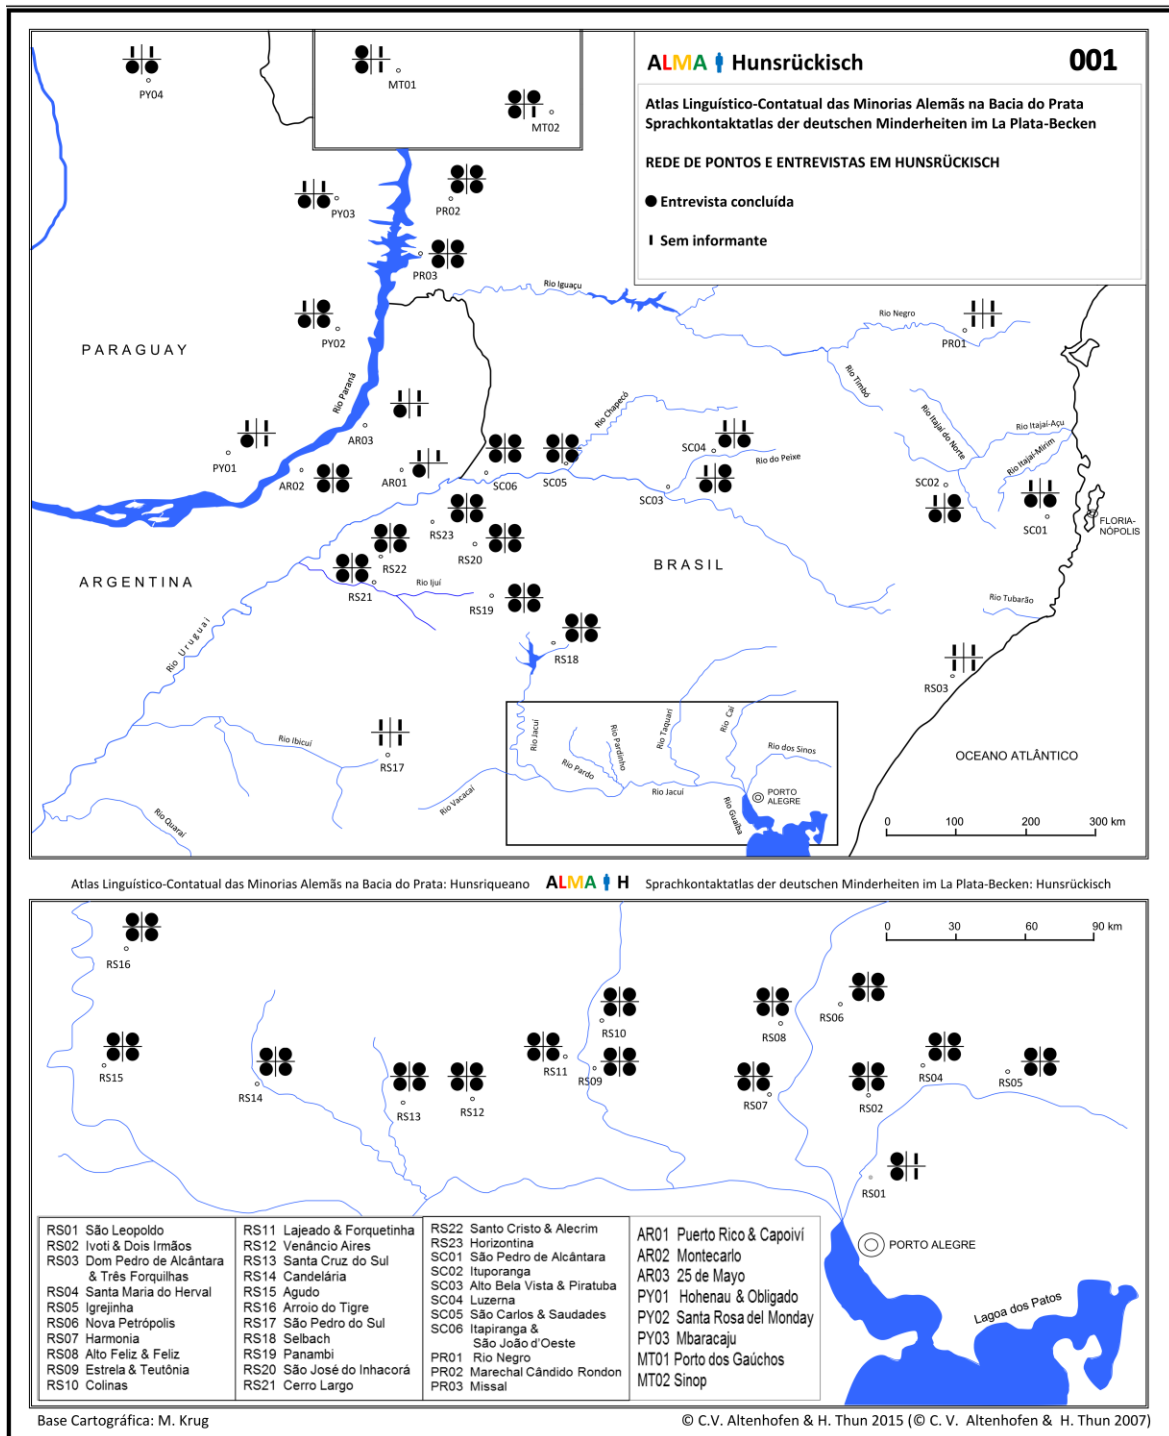 ALMA Hunsrückisch 001
Atlas Linguístico-Contatual das Minorias Alemãs na Bacia do Prata
Sprachkontaktatlas der deutschen Minderheiten im La Plata-Becken
REDE DE PONTOS E ENTREVISTAS EM HUNSRÜCKISCH
Entrevista concluída
Sem informante
PY04
MT01
MT02
PY03
PR02
PR03
Rio Iguaçu
PY02
PARAGUAY
Rio Negro
PR01
Rio Timbó
Rio Paraná
AR03
Rio Chapecó
SC04
Rio do Peixe
Rio Itajaí do Norte
Rio Itajaí-Açu
Rio Itajaí-Mirim
PY01
AR02
AR01
SC06
SC05
SC03
SC02
SC01
FLORIA-
NÓPOLIS
RS23
RS22
RS20
BRASIL
ARGENTINA
RS21
Rio Ijuí
RS19
Rio Tubarão
Rio Uruguai
RS18
RS03
Rio Ibicuí
RS17
Rio Jacuí
Rio Pardo
Rio Pardinho
Rio Taquari
Rio Caí
Rio dos Sinos
OCEANO ATLÂNTICO
Rio Quaraí
Rio Vacacaí
Rio Jacuí
Rio Guaíba
PORTO
ALEGRE
0 100 200 300 km
Atlas Linguístico-Contatual das Minorias Alemãs na Bacia do Prata: Hunsriqueano ALMA H Sprachkontaktatlas der deutschen Minderheiten im La Plata-Becken: Hunsrückisch
0 30 60 90 km
RS16
RS10
RS08
RS06
RS15
RS14
RS13
RS12
RS11
RS09
RS07
RS02
RS04
RS05
RS01
PORTO ALEGRE
Lagoa dos Patos
RS01 São Leopoldo
RS02 Ivoti & Dois Irmãos
RS03 Dom Pedro de Alcântara
& Três Forquilhas
RS04 Santa Maria do Herval
RS05 Igrejinha
RS06 Nova Petrópolis
RS07 Harmonia
RS08 Alto Feliz & Feliz
RS09 Estrela & Teutônia
RS10 Colinas
RS11 Lajeado & Forquetinha
RS12 Venâncio Aires
RS13 Santa Cruz do Sul
RS14 Candelária
RS15 Agudo
RS16 Arroio do Tigre
RS17 São Pedro do Sul
RS18 Selbach
RS19 Panambi
RS20 São José do Inhacorá
RS21 Cerro Largo
RS22 Santo Cristo & Alecrim
RS23 Horizontina
SC01 São Pedro de Alcântara
SC02 Ituporanga
SC03 Alto Bela Vista & Piratuba
SC04 Luzerna
SC05 São Carlos & Saudades
SC06 Itapiranga &
São João d'Oeste
PR01 Rio Negro
PR02 Marechal Cândido Rondon
PR03 Missal
AR01 Puerto Rico & Capoiví
AR02 Montecarlo
AR03 25 de Mayo
PY01 Hohenau & Obligado
PY02 Santa Rosa del Monday
PY03 Mbaracaju
MT01 Porto dos Gaúchos
MT02 Sinop
Base Cartográfica: M. Krug
© C.V. Altenhofen & H. Thun 2015 (© C. V. Altenhofen & H. Thun 2007)